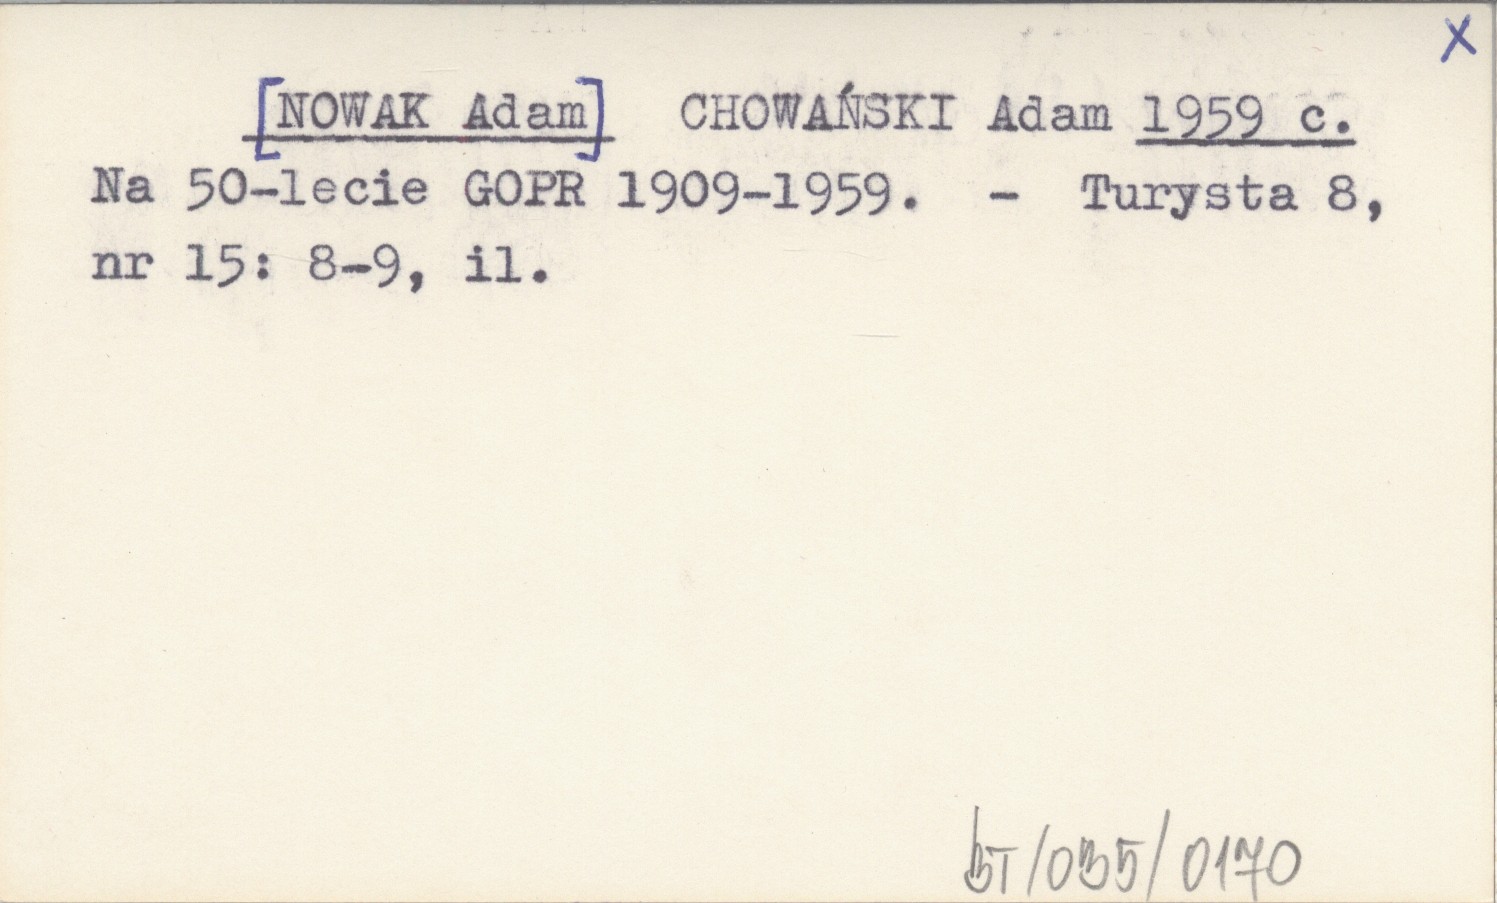 X
[NOWAK Adam] CHOWAŃSKI Adam 1959 c.
Na 50-lecie GOPR 1909-1959. - Turysta 8,
nr 15: 8-9, il.
BT/035/0170